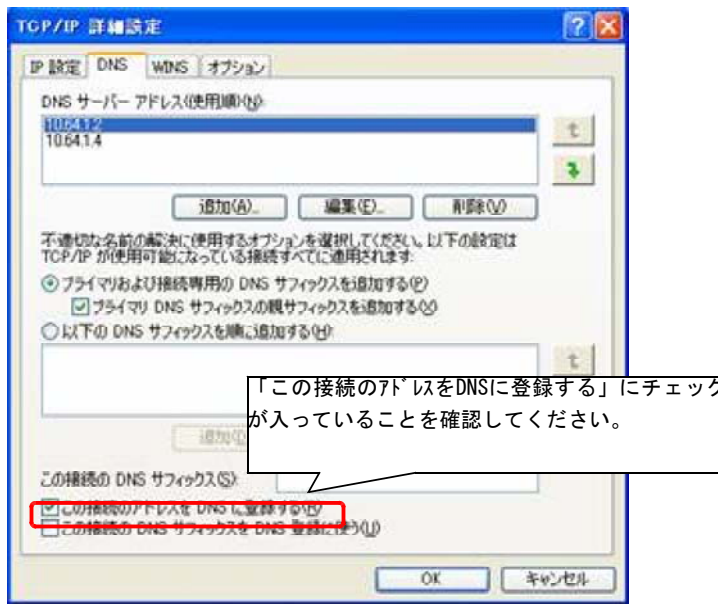 TCP/IP 詳細設定
IP 設定 DNS WINS オプション
DNS サーバー アドレス(使用順)(N):
10.64.1.2
10.64.1.4
追加(A)... 編集(E)... 削除(V)
不適切な名前の解決に使用するオプションを選択してください。以下の設定は
TCP/IP が使用可能になっている接続すべてに適用されます:
プライマリおよび接続専用の DNS サフィックスを追加する(P)
プライマリ DNS サフィックスの親サフィックスを追加する(X)
以下の DNS サフィックスを順に追加する(H):
「この接続のｱﾄﾞﾚｽをDNSに登録する」にチェック
が入っていることを確認してください。
追加(D)
この接続の DNS サフィックス(S):
この接続のアドレスを DNS に登録する(R)
この接続の DNS サフィックスを DNS 登録に使う(U)
OK キャンセル